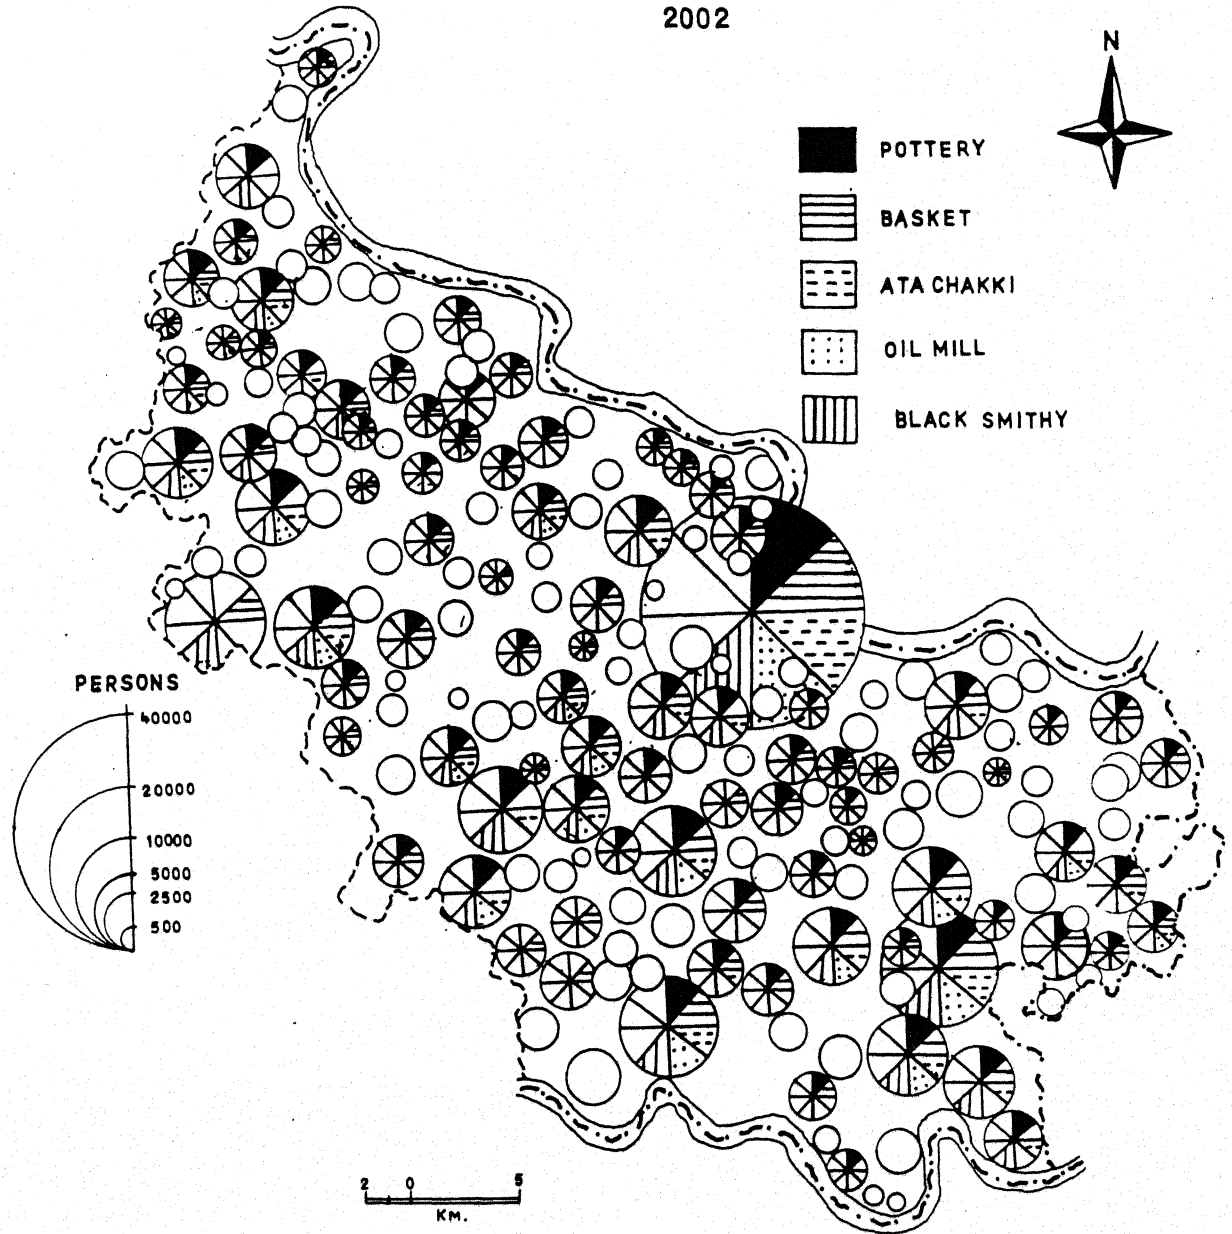 2002
N
POTTERY
BASKET
ATA CHAKKI
OIL MILL
BLACK SMITHY
PERSONS
40000
20000
10000
5000
2500
500
2 0 5
KM.